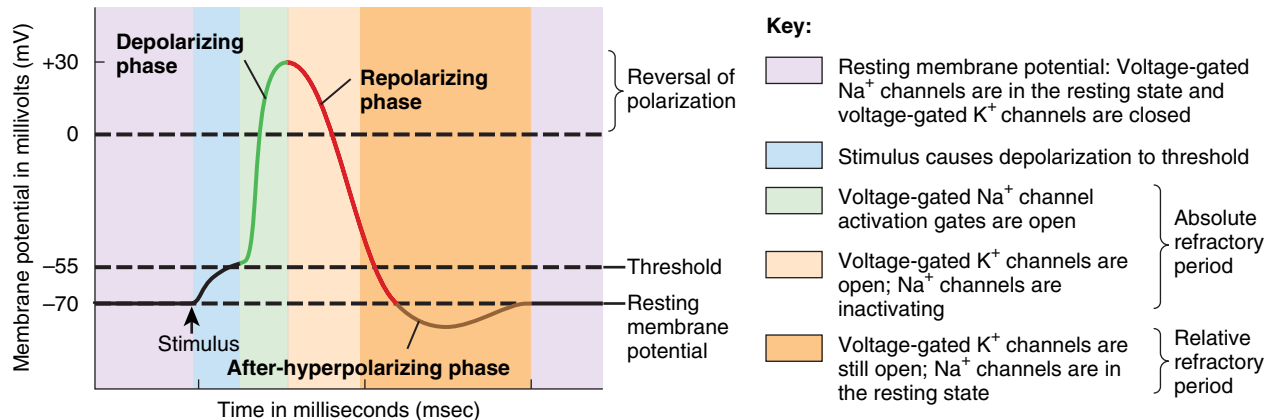 Membrane potential in millivolts (mV)
+30
0
–55
–70
Depolarizing
phase
Repolarizing
phase
Reversal of
polarization
Threshold
Resting
membrane
potential
Stimulus
After-hyperpolarizing phase
Time in milliseconds (msec)
Key:
Resting membrane potential: Voltage-gated
Na⁺ channels are in the resting state and
voltage-gated K⁺ channels are closed
Stimulus causes depolarization to threshold
Voltage-gated Na⁺ channel
activation gates are open
Voltage-gated K⁺ channels are
open; Na⁺ channels are
inactivating
Absolute
refractory
period
Voltage-gated K⁺ channels are
still open; Na⁺ channels are in
the resting state
Relative
refractory
period